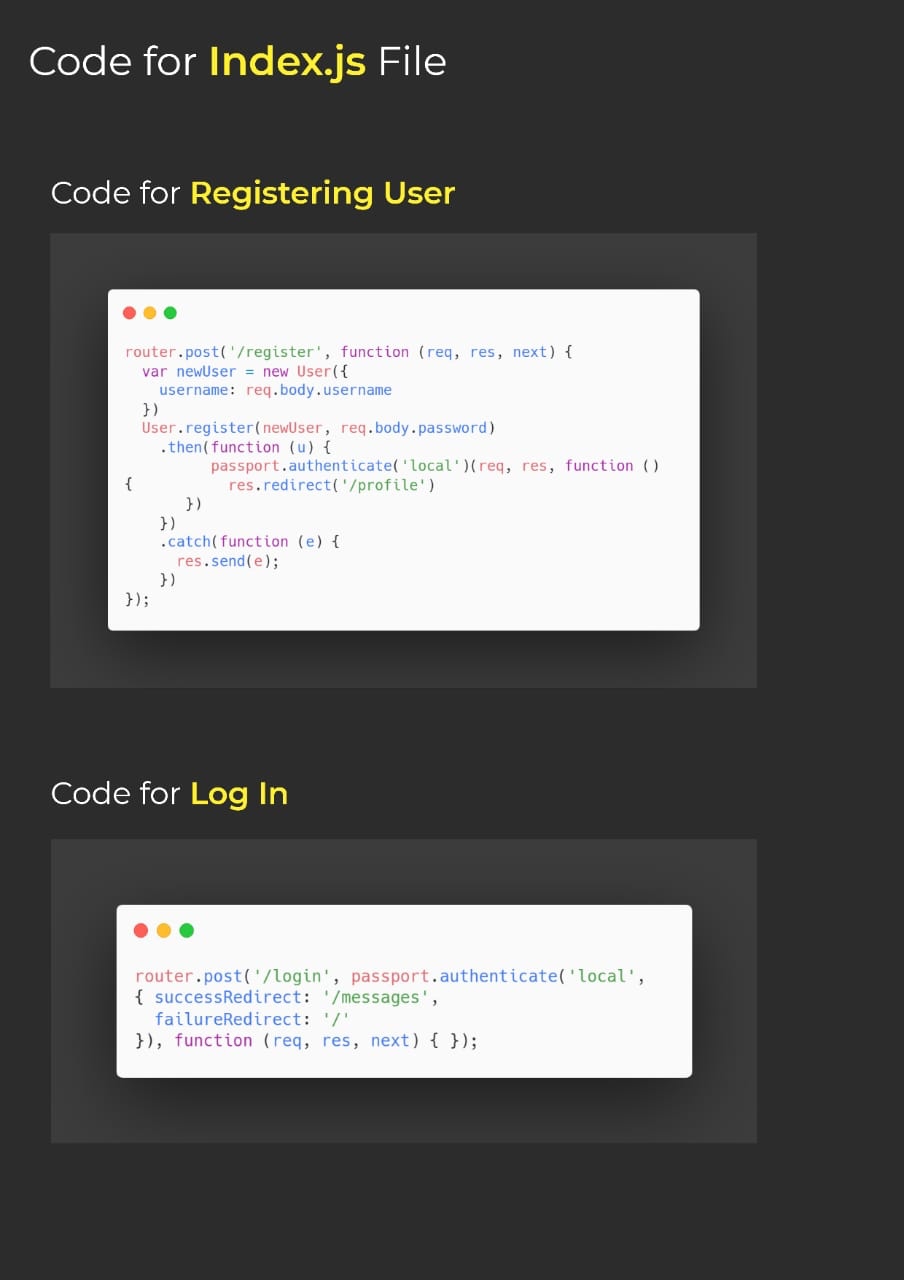 Code for Index.js File
Code for Registering User
router.post('/register', function (req, res, next) {
  var newUser = new User({
    username: req.body.username
  })
  User.register(newUser, req.body.password)
    .then(function (u) {
          passport.authenticate('local')(req, res, function ()
{           res.redirect('/profile')
       })
    })
    .catch(function (e) {
      res.send(e);
    })
});
Code for Log In
router.post('/login', passport.authenticate('local',
{ successRedirect: '/messages',
  failureRedirect: '/'
}), function (req, res, next) { });